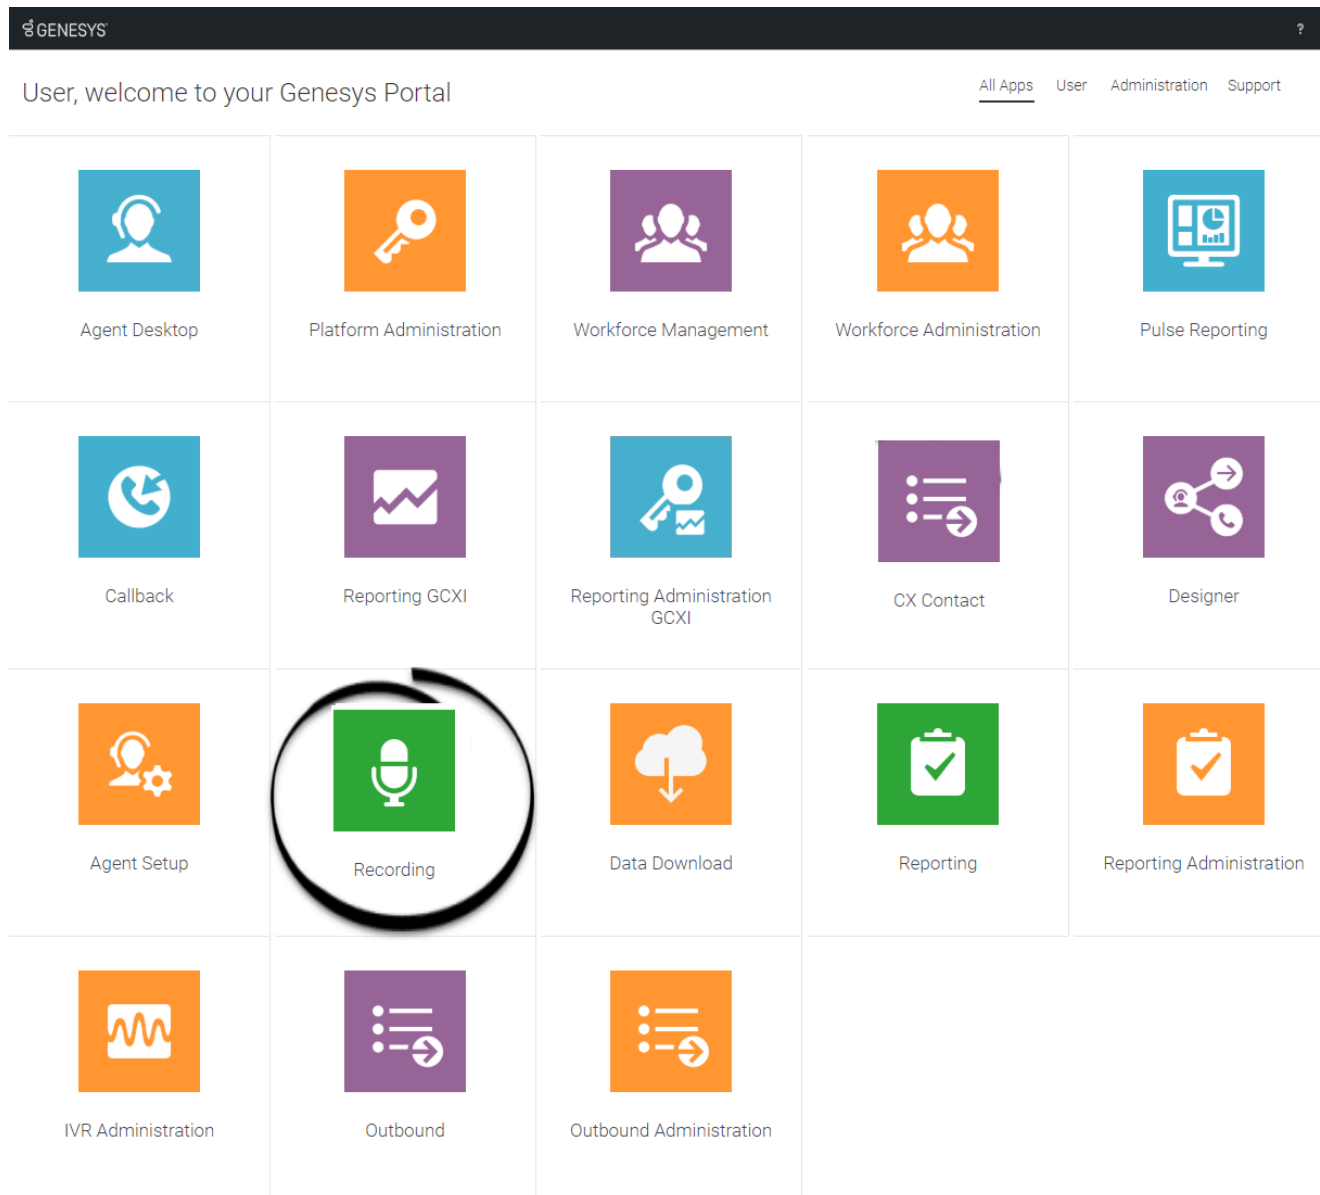 GENESYS
?
User, welcome to your Genesys Portal
All Apps User Administration Support
Agent Desktop
Platform Administration
Workforce Management
Workforce Administration
Pulse Reporting
Callback
Reporting GCXI
Reporting Administration
GCXI
CX Contact
Designer
Agent Setup
Recording
Data Download
Reporting
Reporting Administration
IVR Administration
Outbound
Outbound Administration